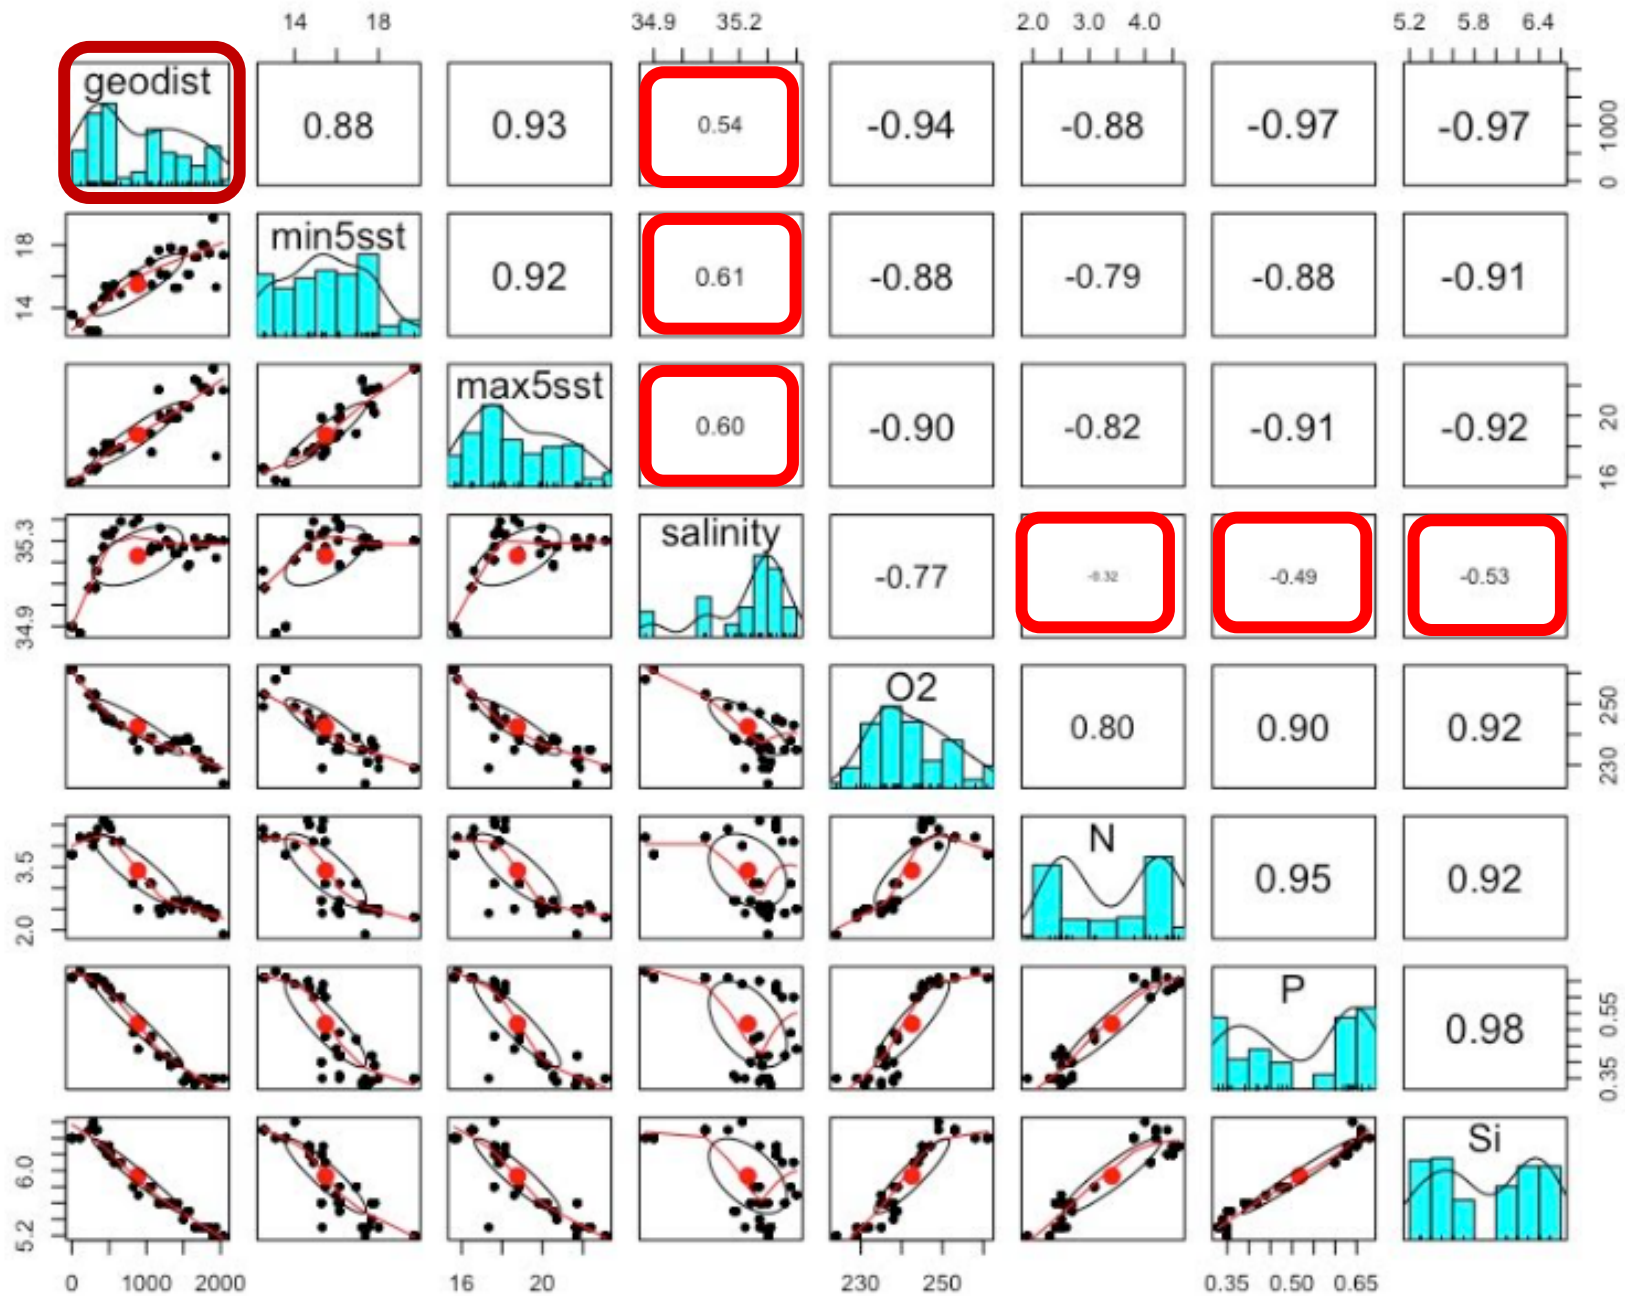 14 18 34.9 35.2 2.0 3.0 4.0 5.2 5.8 6.4
geodist 0.88 0.93 0.54 -0.94 -0.88 -0.97 -0.97 0 1000
14 18 min5sst 0.92 0.61 -0.88 -0.79 -0.88 -0.91
max5sst 0.60 -0.90 -0.82 -0.91 -0.92 16 20
34.9 35.3 salinity -0.77 -0.32 -0.49 -0.53
O2 0.80 0.90 0.92 230 250
2.0 3.5 N 0.95 0.92
P 0.98 0.35 0.55
5.2 6.0 Si
0 1000 2000 16 20 230 250 0.35 0.50 0.65